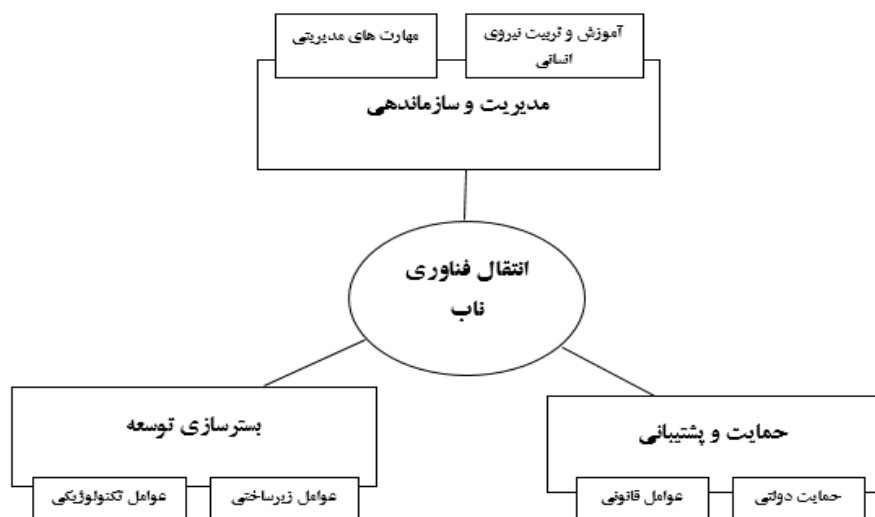 آموزش و تربیت نیروی
انسانی
مهارت های مدیریتی
مدیریت و سازماندهی
انتقال فناوری
ناب
حمایت و پشتیبانی
حمایت دولتی
عوامل قانونی
بسترسازی توسعه
عوامل زیرساختی
عوامل تکنولوژیکی